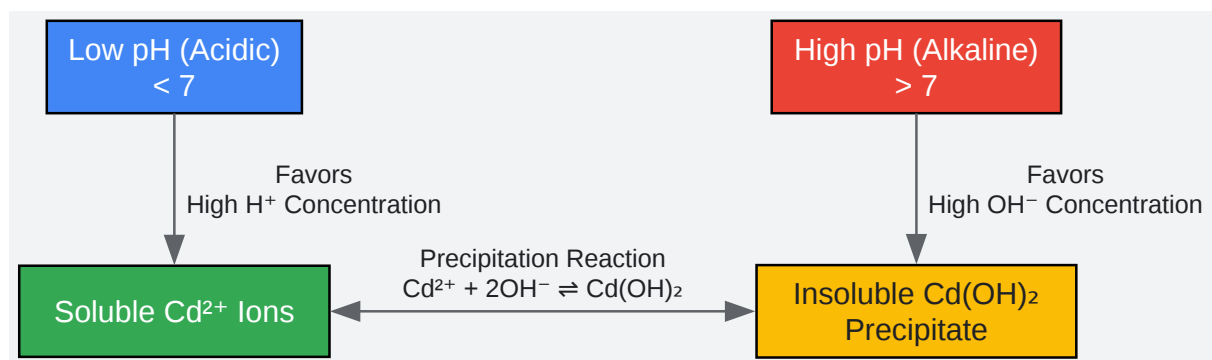 Low pH (Acidic)
< 7
High pH (Alkaline)
> 7
Favors
High H⁺ Concentration
Favors
High OH⁻ Concentration
Precipitation Reaction
Cd²⁺ + 2OH⁻ ⇌ Cd(OH)₂
Soluble Cd²⁺ Ions
Insoluble Cd(OH)₂
Precipitate